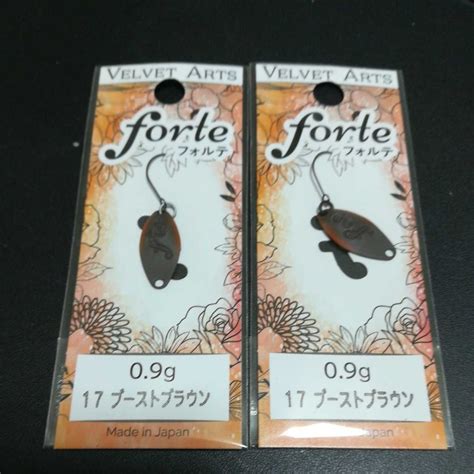 VELVET ARTS
forte
フォルテ
0.9g
17 ブーストブラウン
Made in Japan
VELVET ARTS
forte
フォルテ
0.9g
17 ブーストブラウン
Made in Japan